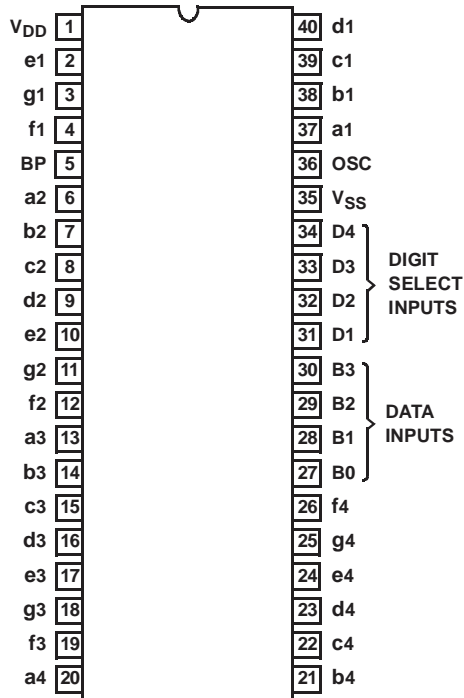 VDD 1 40 d1
e1 2 39 c1
g1 3 38 b1
f1 4 37 a1
BP 5 36 OSC
a2 6 35 VSS
b2 7 34 D4
c2 8 33 D3
d2 9 32 D2
e2 10 31 D1
DIGIT
SELECT
INPUTS
g2 11 30 B3
f2 12 29 B2
a3 13 28 B1
b3 14 27 B0
DATA
INPUTS
c3 15 26 f4
d3 16 25 g4
e3 17 24 e4
g3 18 23 d4
f3 19 22 c4
a4 20 21 b4